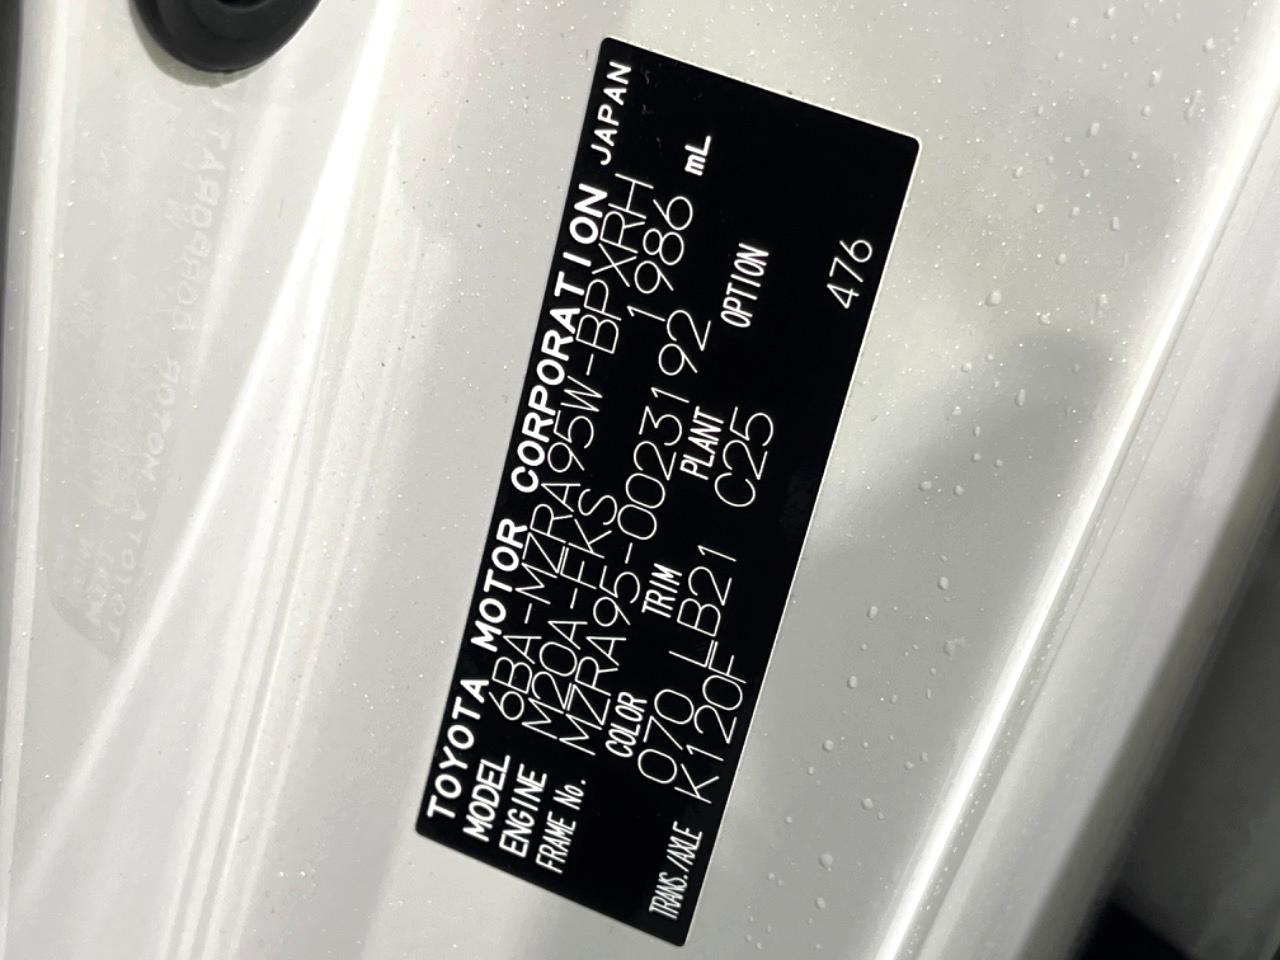 TOYOTA MOTOR CORPORATION JAPAN
MODEL 6BA-MZRA95W-BPXRH
ENGINE M20A-FKS 1986 mL
FRAME No. MZRA95-0023192
COLOR TRIM PLANT OPTION
070 LB21 C25
TRANS./AXLE K120F 476